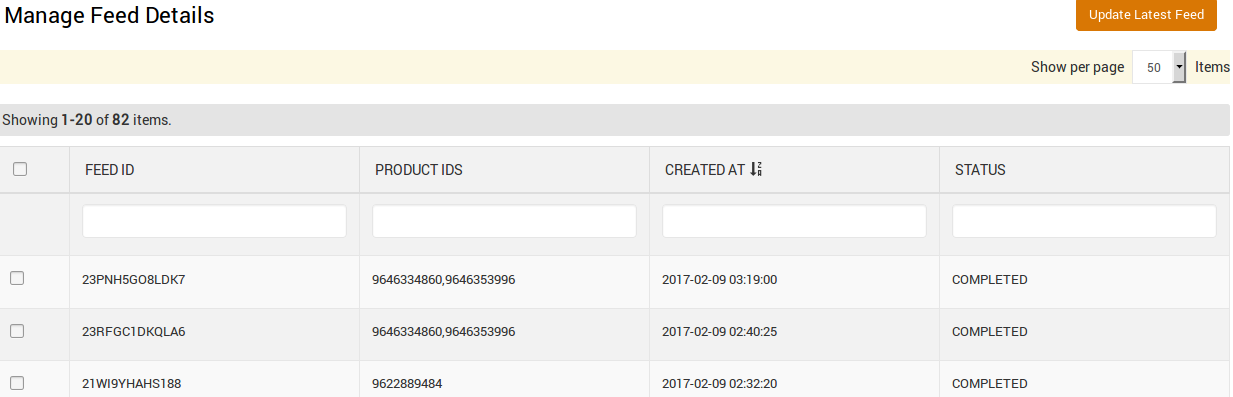 Manage Feed Details
Update Latest Feed
Show per page 50 Items
Showing 1-20 of 82 items.
FEED ID PRODUCT IDS CREATED AT STATUS
23PNH5GO8LDK7 9646334860,9646353996 2017-02-09 03:19:00 COMPLETED
23RFGC1DKQLA6 9646334860,9646353996 2017-02-09 02:40:25 COMPLETED
21WI9YHAHS188 9622889484 2017-02-09 02:32:20 COMPLETED